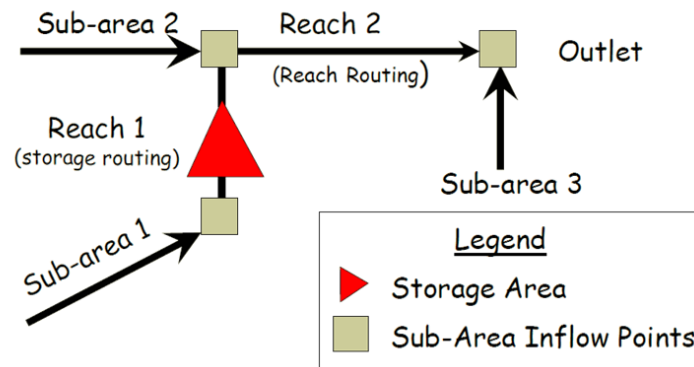 Sub-area 2
Reach 2
(Reach Routing)
Outlet
Reach 1
(storage routing)
Sub-area 3
Sub-area 1
Legend
Storage Area
Sub-Area Inflow Points